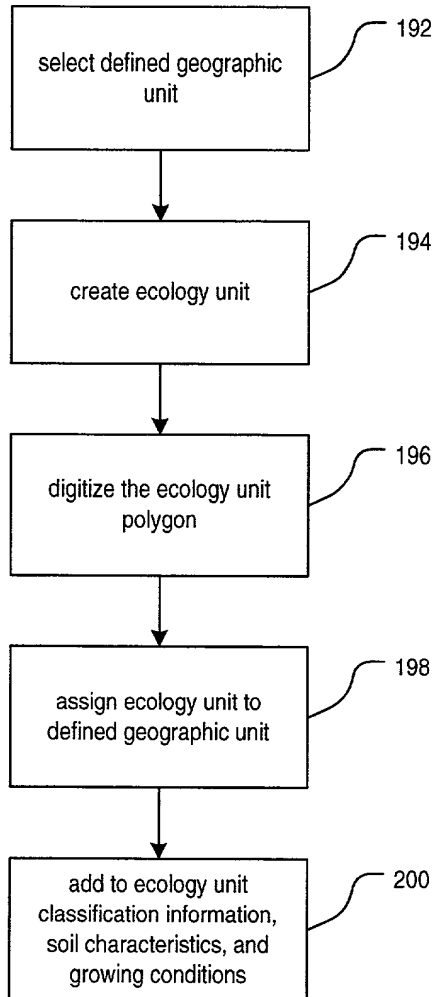 192
select defined geographic
unit
194
create ecology unit
196
digitize the ecology unit
polygon
198
assign ecology unit to
defined geographic unit
200
add to ecology unit
classification information,
soil characteristics, and
growing conditions